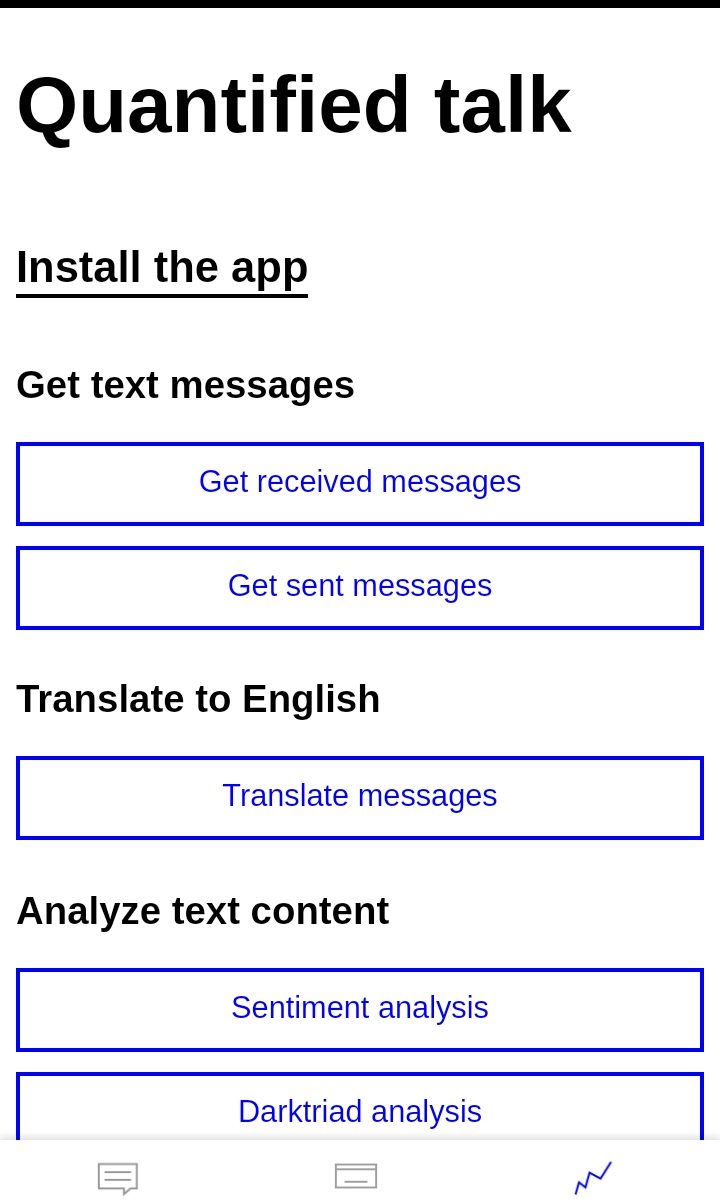 Quantified talk
Install the app
Get text messages
Get received messages
Get sent messages
Translate to English
Translate messages
Analyze text content
Sentiment analysis
Darktriad analysis